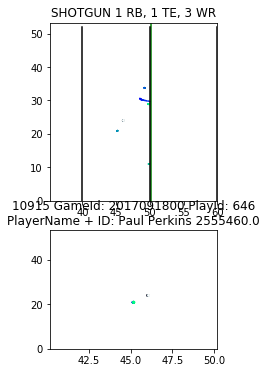 SHOTGUN 1 RB, 1 TE, 3 WR
50
40
30
20
10
0
40 45 50 55 60
10915 GameId: 2017091800 PlayId: 646
PlayerName + ID: Paul Perkins 2555460.0
40
20
0
42.5 45.0 47.5 50.0